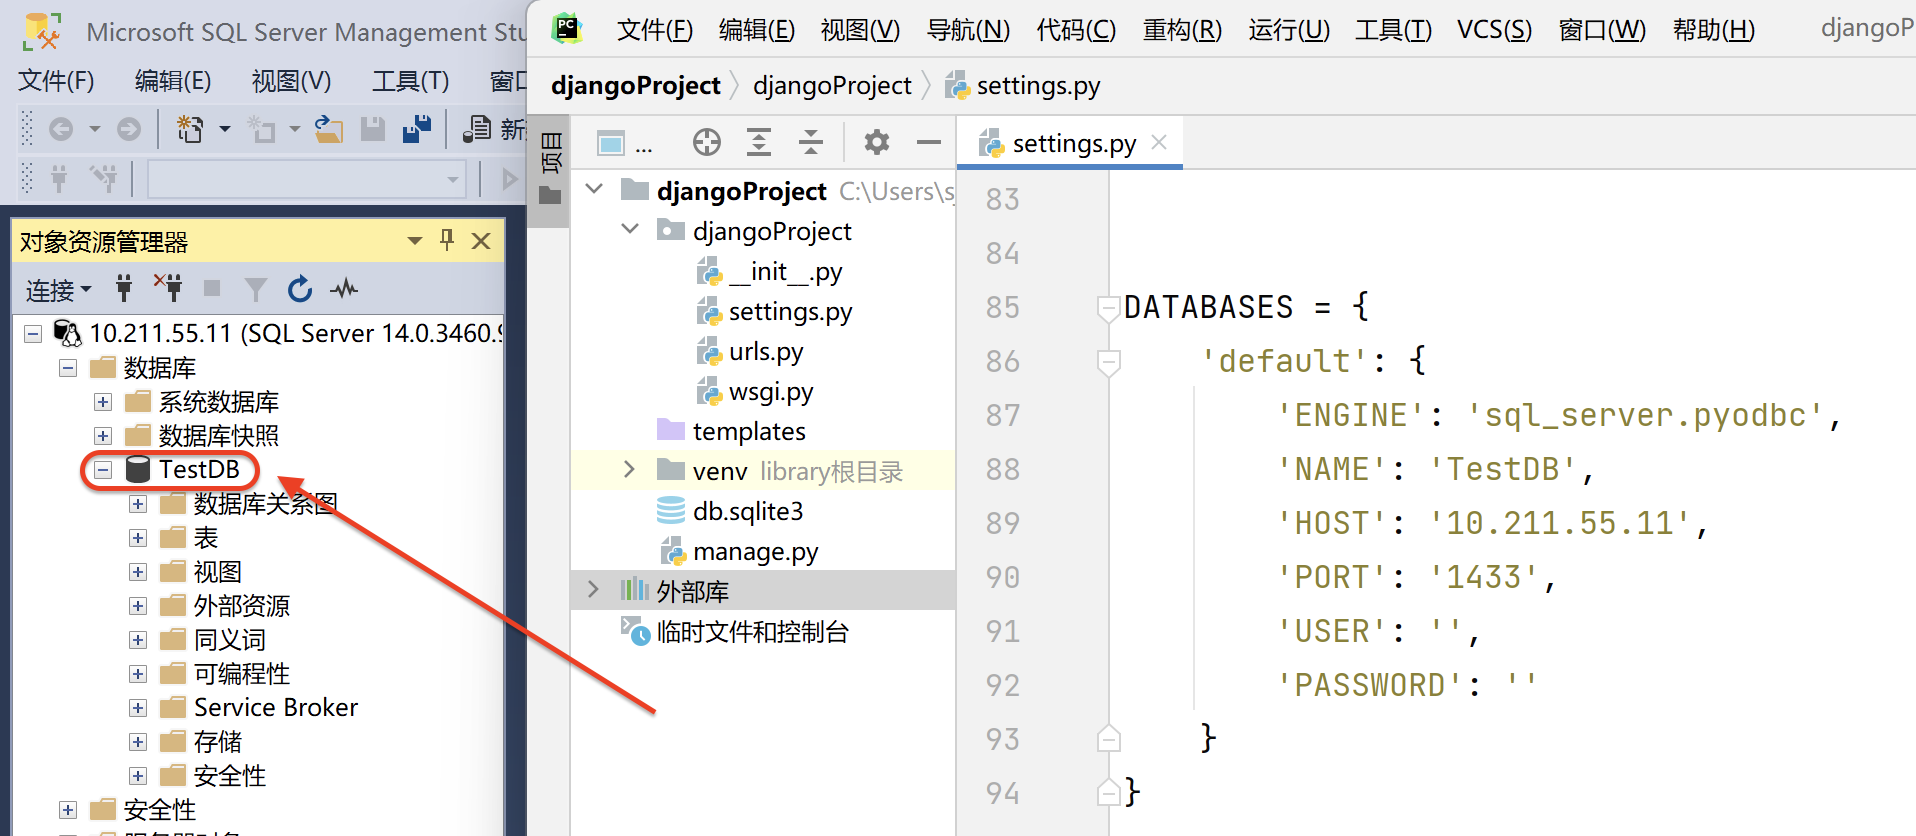 Microsoft SQL Server Management Stu
文件(F) 编辑(E) 视图(V) 工具(T) 窗口
新
对象资源管理器
连接
10.211.55.11 (SQL Server 14.0.3460.9
数据库
系统数据库
数据库快照
TestDB
数据库关系图
表
视图
外部资源
同义词
可编程性
Service Broker
存储
安全性
安全性
服务器对象
PC
文件(F) 编辑(E) 视图(V) 导航(N) 代码(C) 重构(R) 运行(U) 工具(T) VCS(S) 窗口(W) 帮助(H) djangoP
djangoProject djangoProject settings.py
项目
...
djangoProject C:\Users\s
djangoProject
__init__.py
settings.py
urls.py
wsgi.py
templates
venv library根目录
db.sqlite3
manage.py
外部库
临时文件和控制台
settings.py
83
84
85 DATABASES = {
86 'default': {
87 'ENGINE': 'sql_server.pyodbc',
88 'NAME': 'TestDB',
89 'HOST': '10.211.55.11',
90 'PORT': '1433',
91 'USER': '',
92 'PASSWORD': ''
93 }
94 }